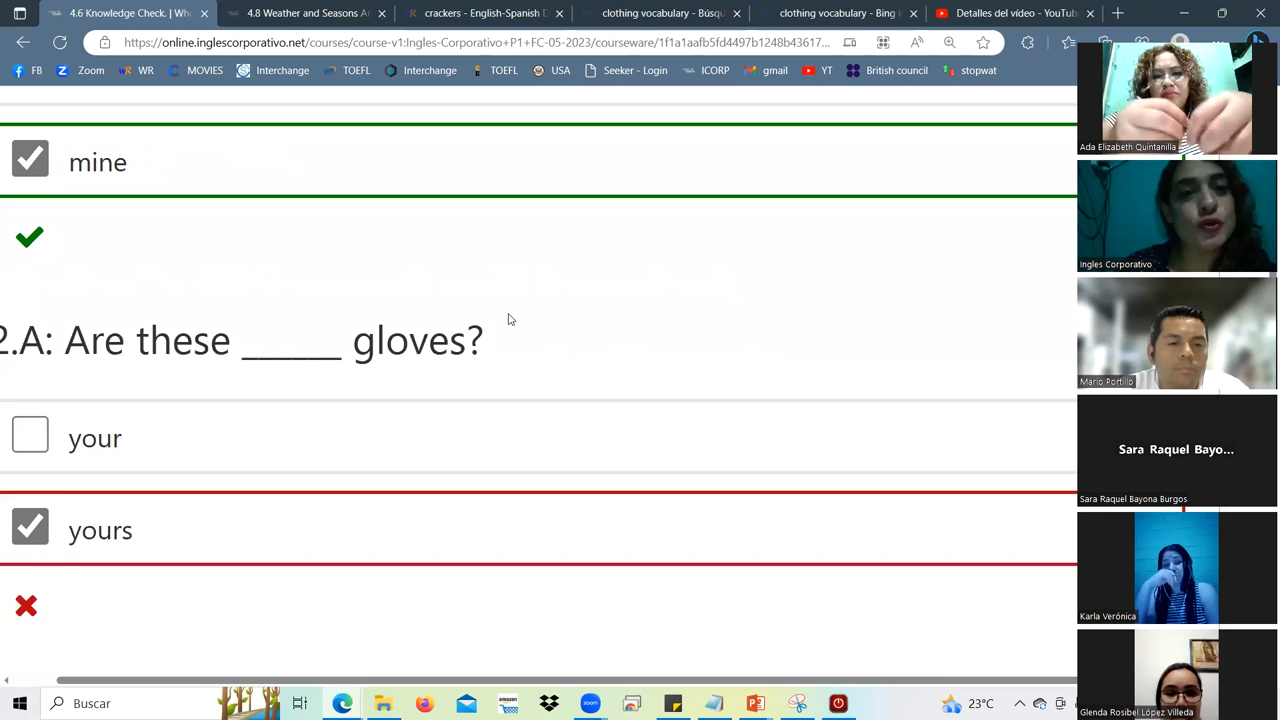 4.6 Knowledge Check. | Who
4.8 Weather and Seasons A
crackers - English-Spanish D
clothing vocabulary - Búsqu
clothing vocabulary - Bing i
Detalles del vídeo - YouTube
https://online.inglescorporativo.net/courses/course-v1:Ingles-Corporativo+P1+FC-05-2023/courseware/1f1a1aafb5fd4497b1248b43617...
FB
Zoom
WR
MOVIES
Interchange
TOEFL
Interchange
TOEFL
USA
Seeker - Login
ICORP
gmail
YT
British council
stopwat
mine
2.A: Are these ______ gloves?
your
yours
Ada Elizabeth Quintanilla
Ingles Corporativo
Mario Portillo
Sara Raquel Bayo...
Sara Raquel Bayona Burgos
Karla Verónica
Glenda Rosibel López Villeda
Buscar
23°C